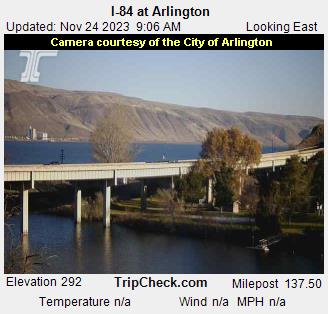 I-84 at Arlington
Updated: Nov 24 2023 9:06 AM Looking East
Camera courtesy of the City of Arlington
Elevation 292 TripCheck.com Milepost 137.50
Temperature n/a Wind n/a MPH n/a